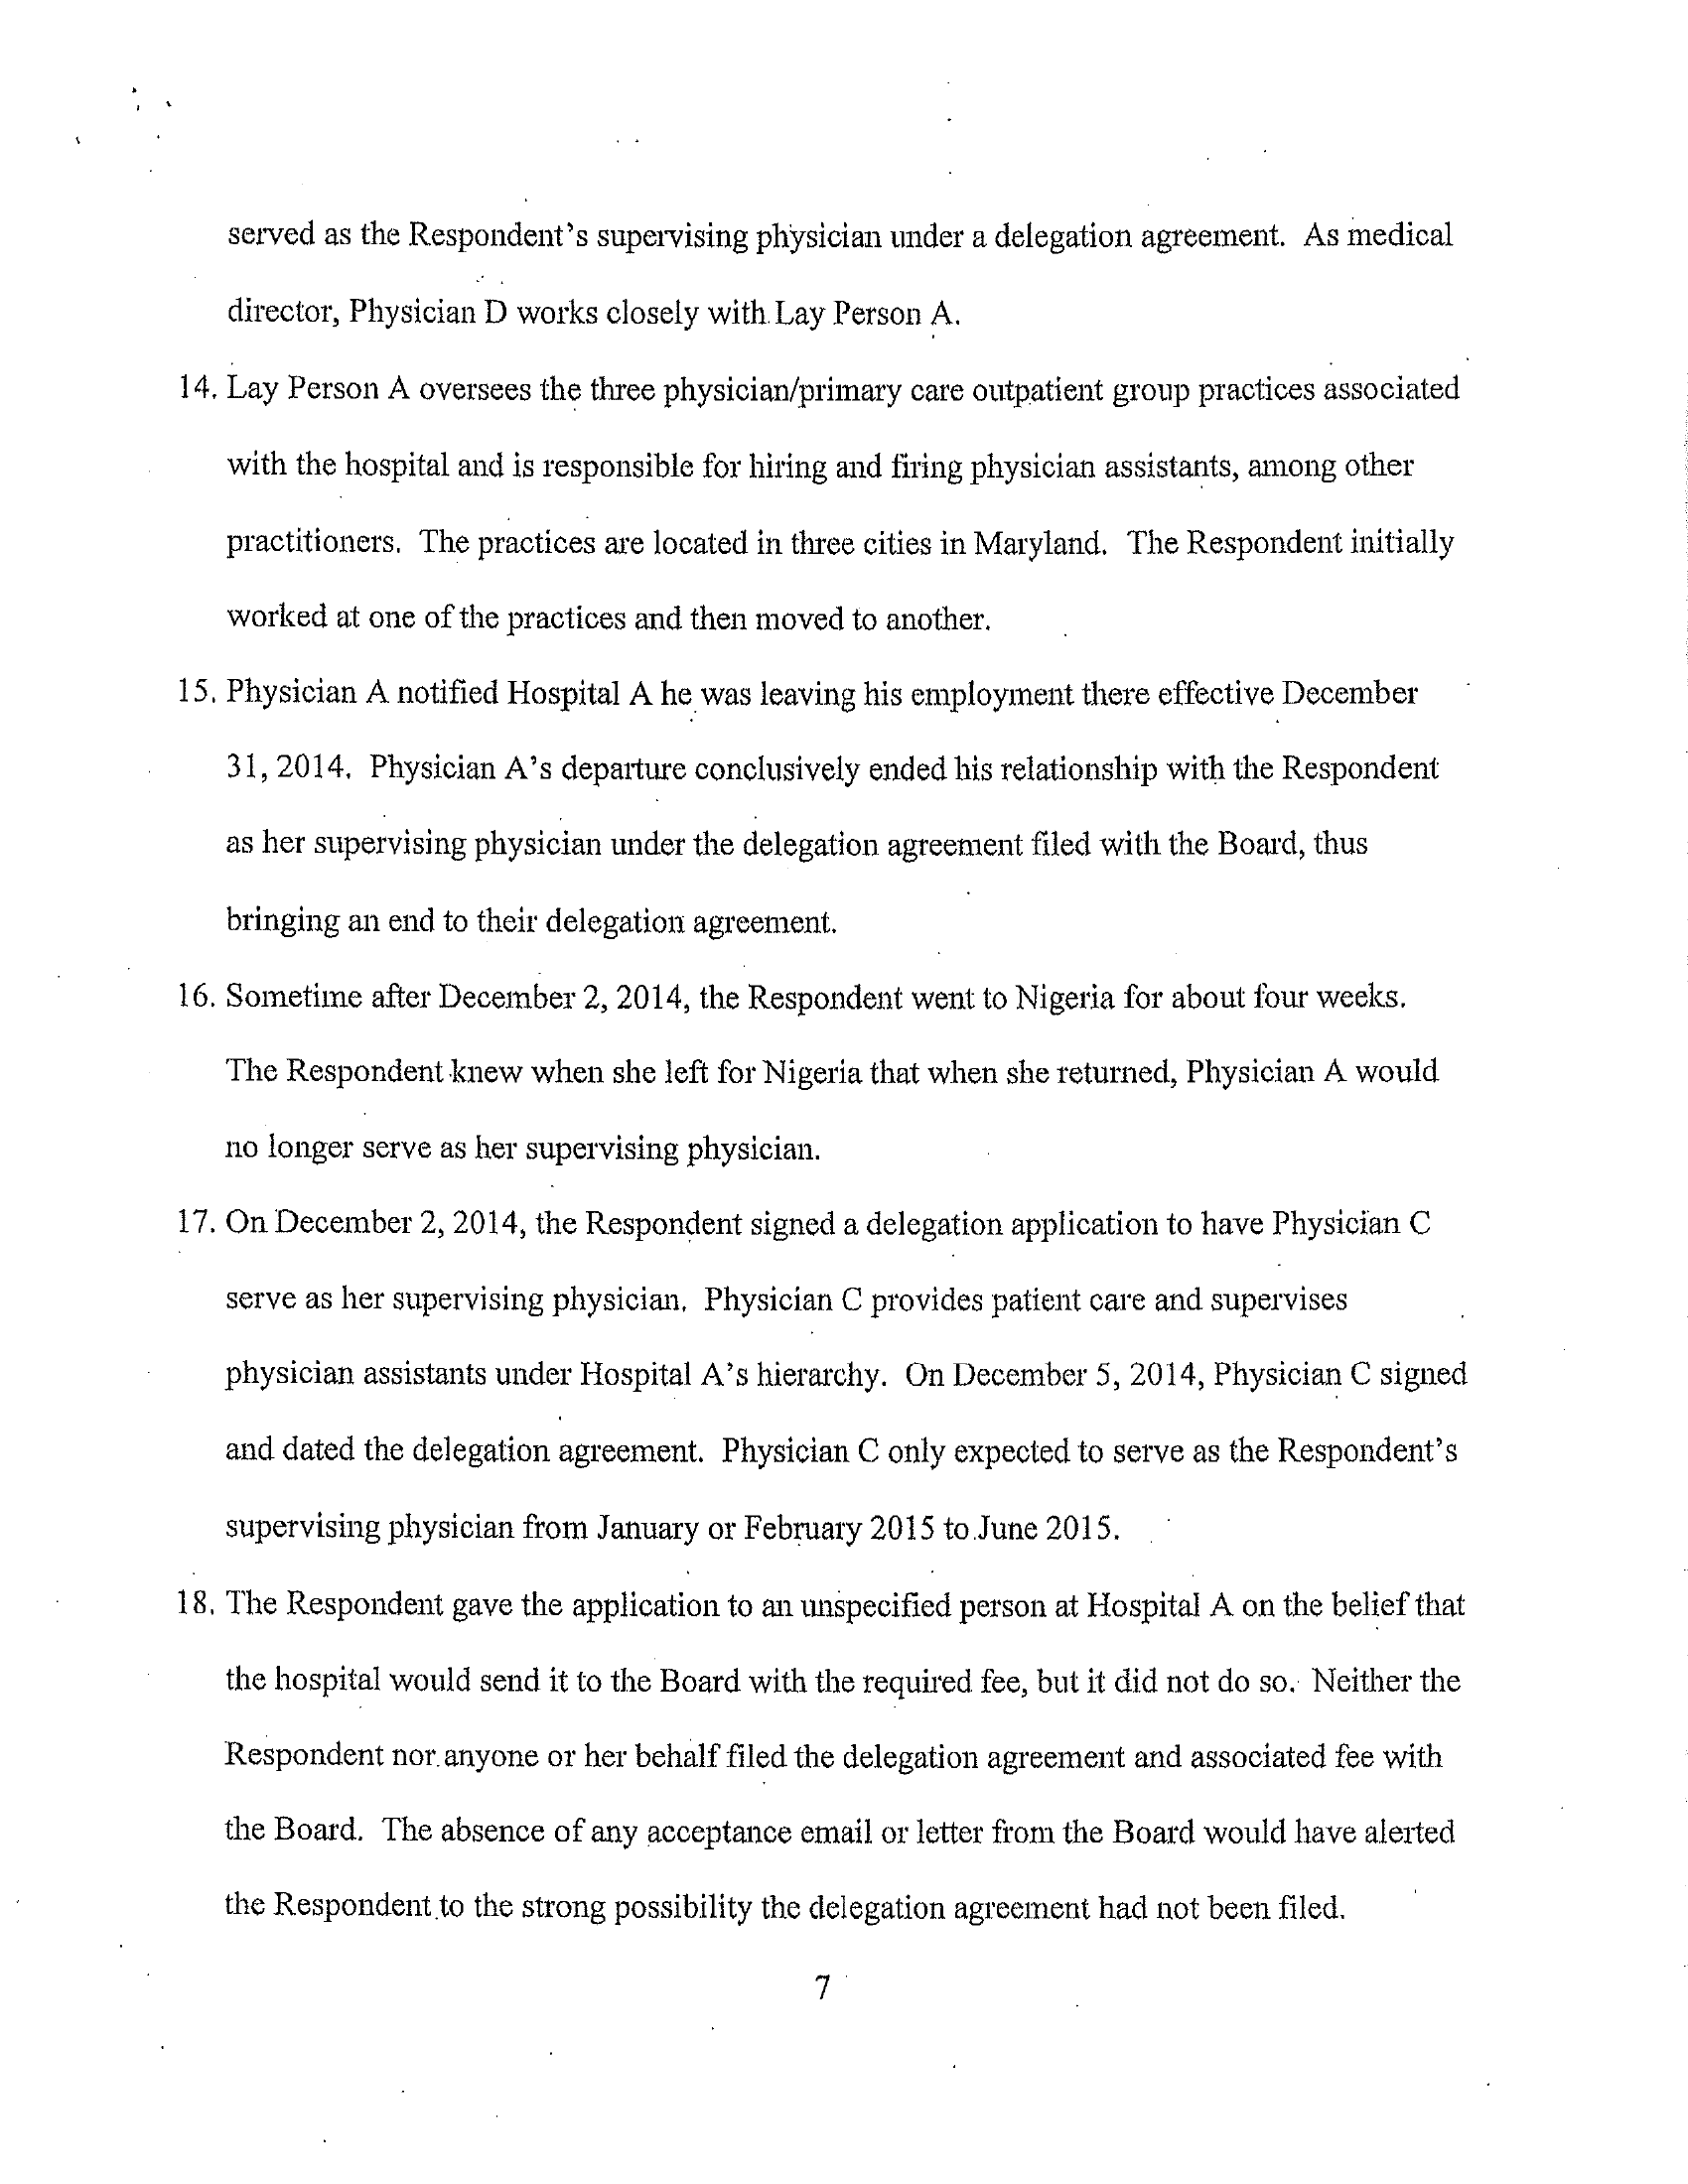 served as the Respondent's supervising physician under a delegation agreement. As medical
director, Physician D works closely with Lay Person A.
14. Lay Person A oversees the three physician/primary care outpatient group practices associated
with the hospital and is responsible for hiring and firing physician assistants, among other
practitioners. The practices are located in three cities in Maryland. The Respondent initially
worked at one of the practices and then moved to another.
15. Physician A notified Hospital A he was leaving his employment there effective December
31, 2014. Physician A's departure conclusively ended his relationship with the Respondent
as her supervising physician under the delegation agreement filed with the Board, thus
bringing an end to their delegation agreement.
16. Sometime after December 2, 2014, the Respondent went to Nigeria for about four weeks.
The Respondent knew when she left for Nigeria that when she returned, Physician A would
no longer serve as her supervising physician.
17. On December 2, 2014, the Respondent signed a delegation application to have Physician C
serve as her supervising physician. Physician C provides patient care and supervises
physician assistants under Hospital A's hierarchy. On December 5, 2014, Physician C signed
and dated the delegation agreement. Physician C only expected to serve as the Respondent's
supervising physician from January or February 2015 to June 2015.
18. The Respondent gave the application to an unspecified person at Hospital A on the belief that
the hospital would send it to the Board with the required fee, but it did not do so. Neither the
Respondent nor anyone or her behalf filed the delegation agreement and associated fee with
the Board. The absence of any acceptance email or letter from the Board would have alerted
the Respondent to the strong possibility the delegation agreement had not been filed.
7